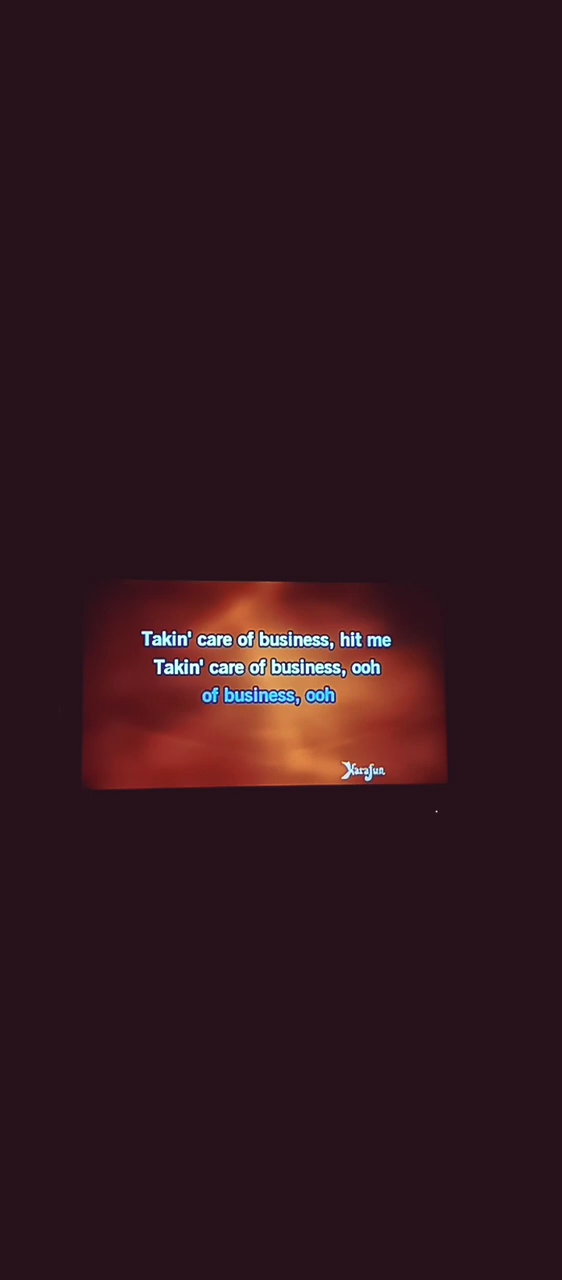 Takin' care of business, hit me
Takin' care of business, ooh
of business, ooh
Karafun